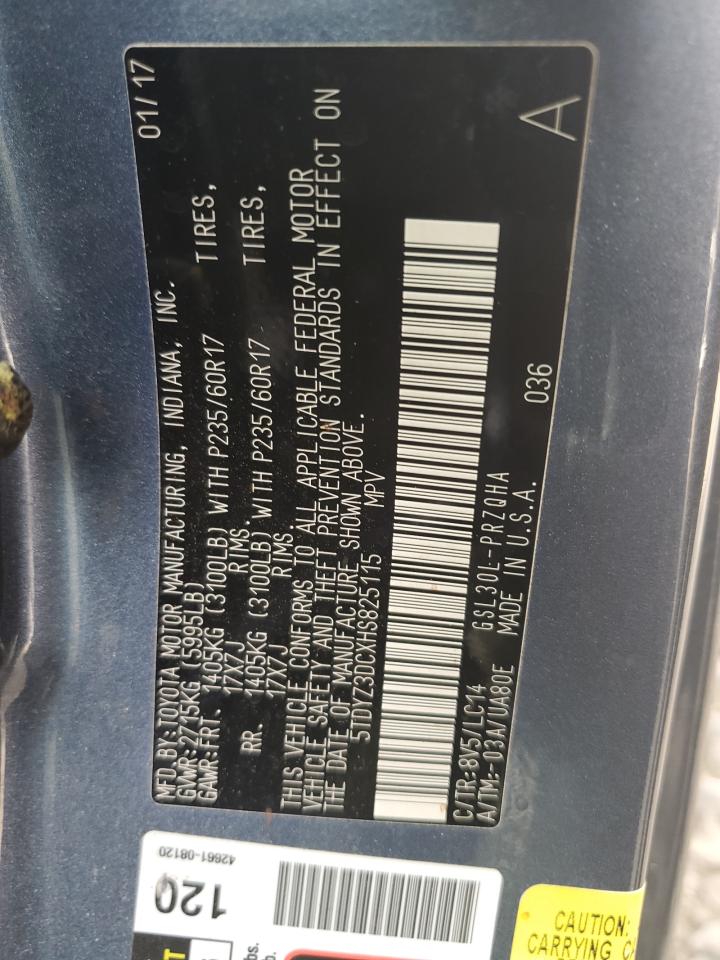 MFD.BY:TOYOTA MOTOR MANUFACTURING, INDIANA, INC. 01/17
GVWR:2715KG (5995LB)
GAWR:FRT. 1405KG (3100LB) WITH P235/60R17 TIRES,
17X7J RIMS.
RR. 1405KG (3100LB) WITH P235/60R17 TIRES,
17X7J RIMS.
THIS VEHICLE CONFORMS TO ALL APPLICABLE FEDERAL MOTOR
VEHICLE SAFETY AND THEFT PREVENTION STANDARDS IN EFFECT ON
THE DATE OF MANUFACTURE SHOWN ABOVE.
5TDYZ3DCXHS825115 MPV
C/TR:8V5/LC14 GSL30L-PRZQHA
A/TM:-03A/UA80E MADE IN U.S.A. 036
A
42661-08120
120
CAUTION:
CARRYING